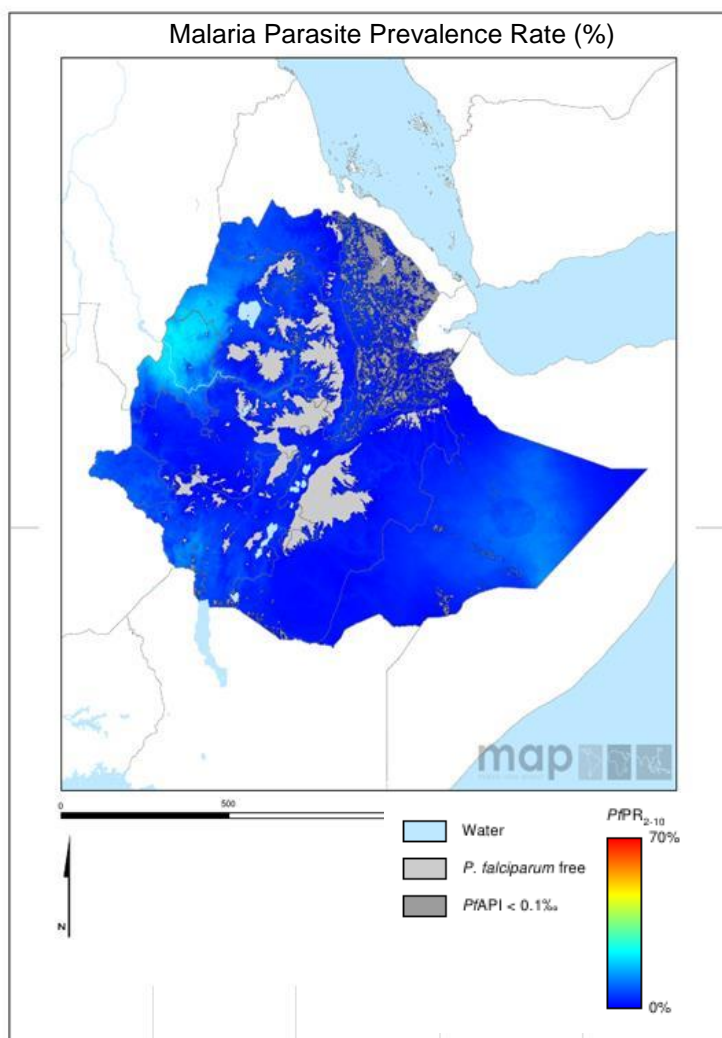 Malaria Parasite Prevalence Rate (%)
map
0 500
Water
P. falciparum free
PfAPI < 0.1‰
PfPR2-10
70%
0%
N